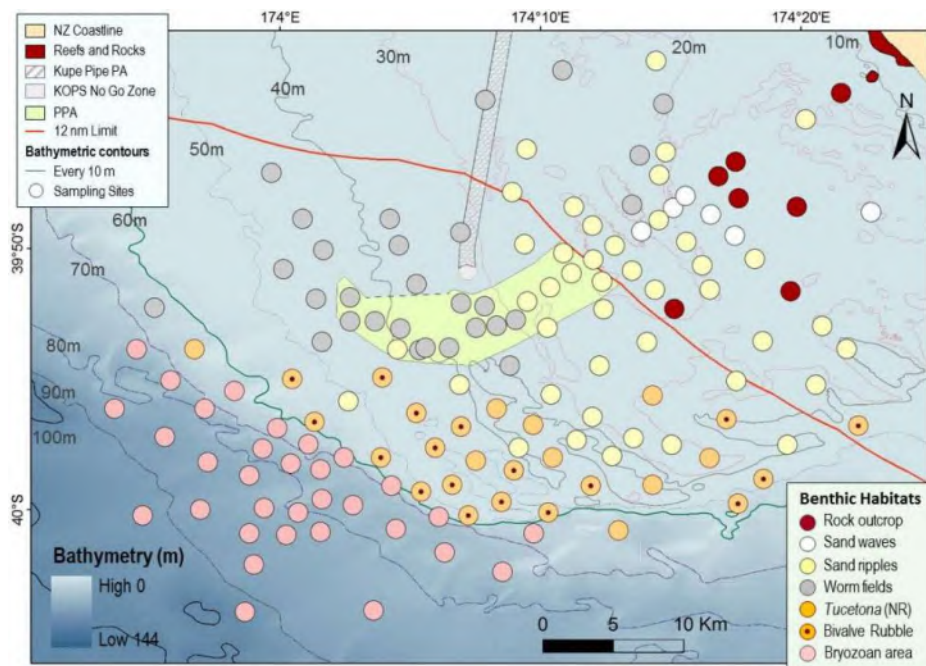 174°E
174°10'E
174°20'E
NZ Coastline
Reefs and Rocks
Kupe Pipe PA
KOPS No Go Zone
PPA
12 nm Limit
Bathymetric contours
Every 10 m
Sampling Sites
10m
20m
30m
40m
50m
60m
70m
80m
90m
100m
N
39°50'S
40°S
Bathymetry (m)
High 0
Low 144
0 5 10 Km
Benthic Habitats
Rock outcrop
Sand waves
Sand ripples
Worm fields
Tucetona (NR)
Bivalve Rubble
Bryozoan area